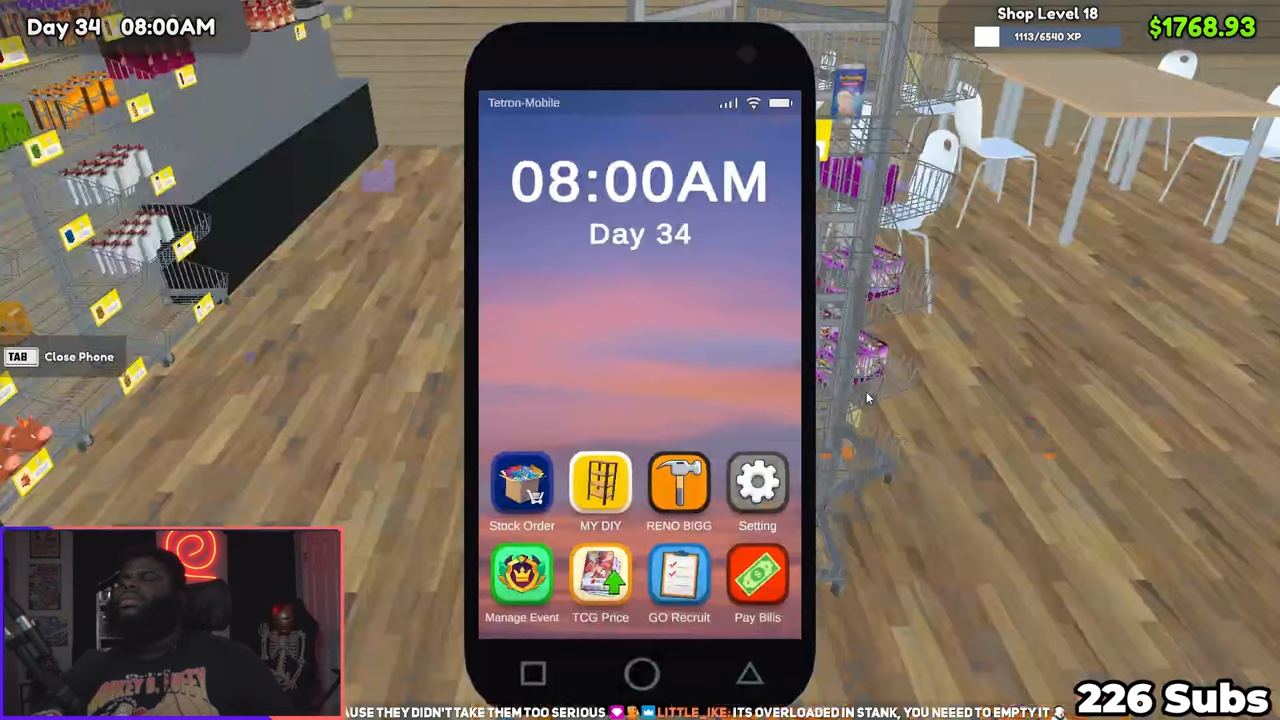 Day 34 08:00AM
Shop Level 18
1113/6540 XP
$1768.93
Tetron-Mobile
08:00AM
Day 34
TAB Close Phone
Stock Order
MY DIY
RENO BIGG
Setting
Manage Event
TCG Price
GO Recruit
Pay Bills
226 Subs
AUSE THEY DIDN'T TAKE THEM TOO SERIOUS LITTLE_IKE: ITS OVERLOADED IN STANK, YOU NEED TO EMPTY IT